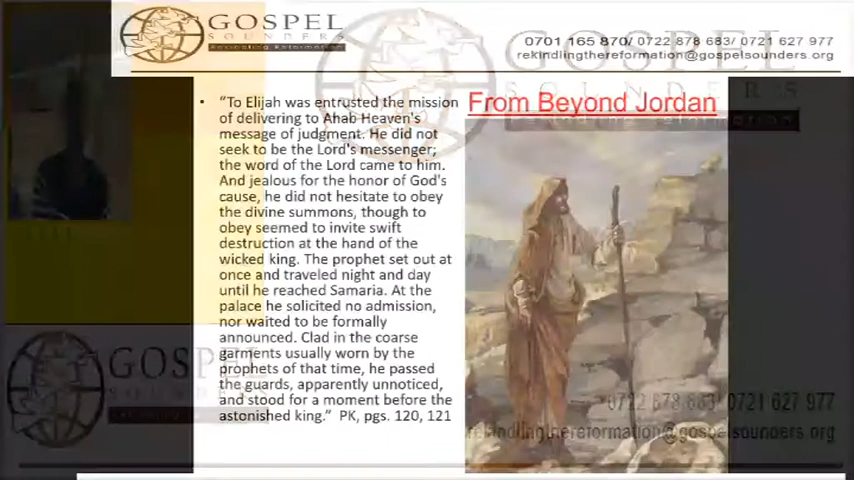 GOSPEL
SOUNDERS
Rekindling Reformation
0701 165 870/ 0722 878 683/ 0721 627 977
rekindlingthereformation@gospelsounders.org
From Beyond Jordan
• “To Elijah was entrusted the mission
of delivering to Ahab Heaven's
message of judgment. He did not
seek to be the Lord's messenger;
the word of the Lord came to him.
And jealous for the honor of God's
cause, he did not hesitate to obey
the divine summons, though to
obey seemed to invite swift
destruction at the hand of the
wicked king. The prophet set out at
once and traveled night and day
until he reached Samaria. At the
palace he solicited no admission,
nor waited to be formally
announced. Clad in the coarse
garments usually worn by the
prophets of that time, he passed
the guards, apparently unnoticed,
and stood for a moment before the
astonished king.” PK, pgs. 120, 121
GOSPEL
SOUNDERS
GOSPEL
0722 878 683/ 0721 627 977
rekindlingthereformation@gospelsounders.org